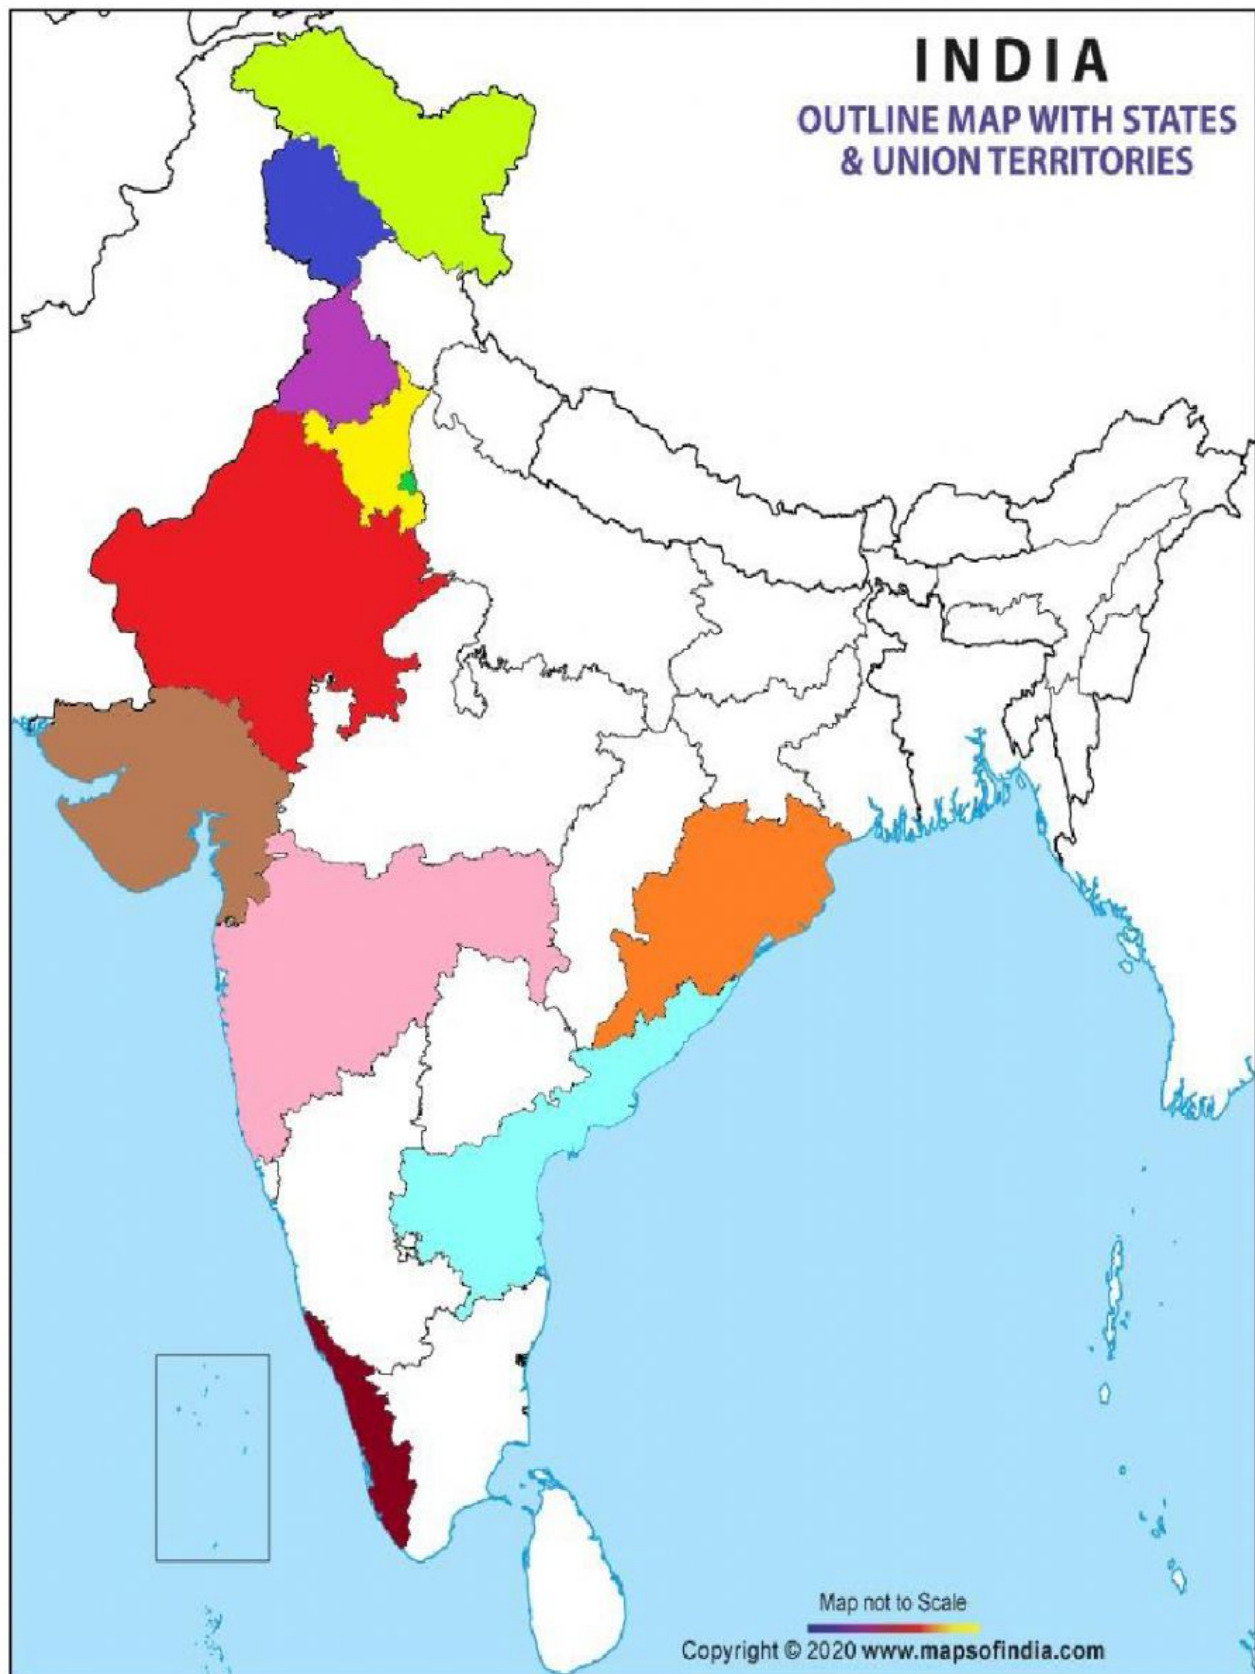 INDIA
OUTLINE MAP WITH STATES
& UNION TERRITORIES
Map not to Scale
Copyright © 2020 www.mapsofindia.com